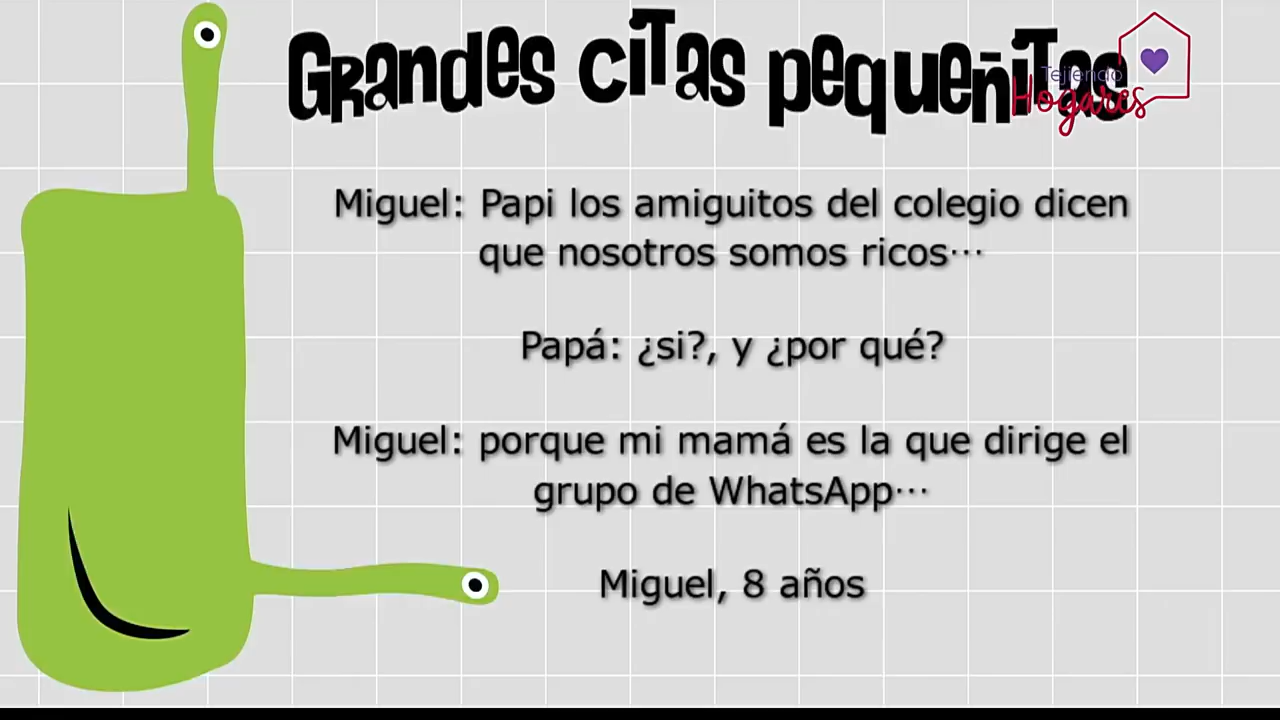 Grandes citas pequeñitas
Tejiendo
Hogares
Miguel: Papi los amiguitos del colegio dicen
que nosotros somos ricos…
Papá: ¿si?, y ¿por qué?
Miguel: porque mi mamá es la que dirige el
grupo de WhatsApp…
Miguel, 8 años